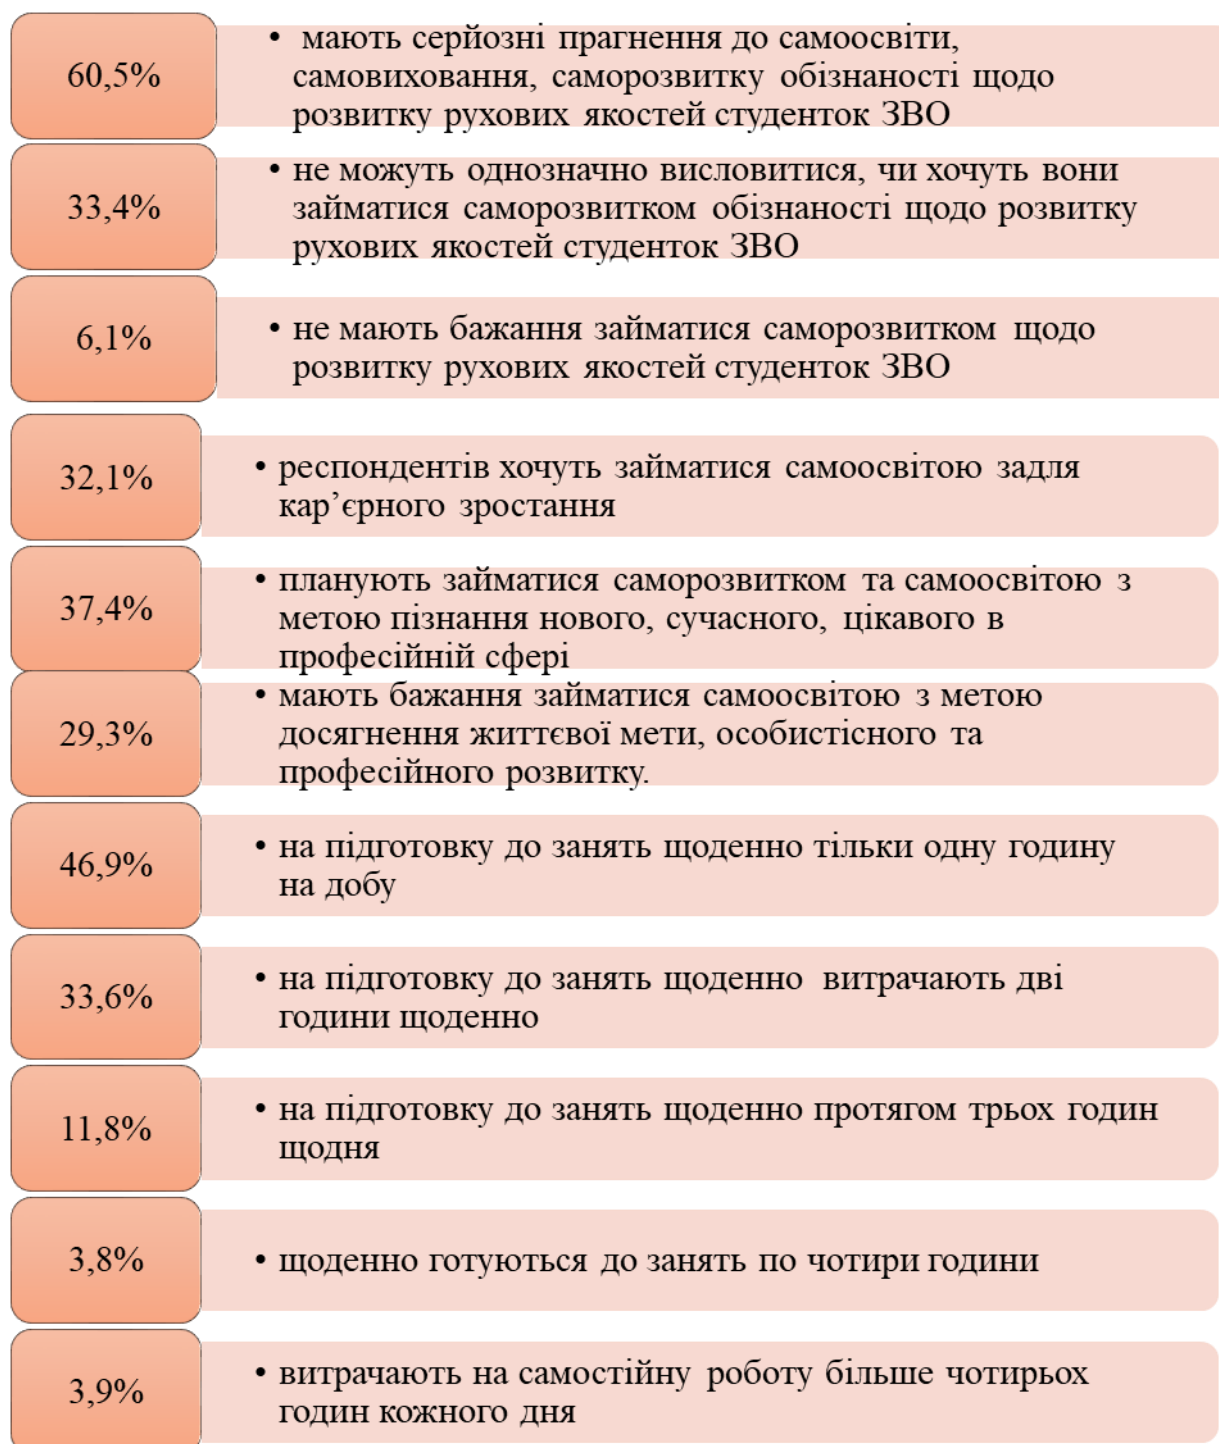 60,5%
• мають серйозні прагнення до самоосвіти,
самовиховання, саморозвитку обізнаності щодо
розвитку рухових якостей студенток ЗВО
33,4%
• не можуть однозначно висловитися, чи хочуть вони
займатися саморозвитком обізнаності щодо розвитку
рухових якостей студенток ЗВО
6,1%
• не мають бажання займатися саморозвитком щодо
розвитку рухових якостей студенток ЗВО
32,1%
• респондентів хочуть займатися самоосвітою задля
кар’єрного зростання
37,4%
• планують займатися саморозвитком та самоосвітою з
метою пізнання нового, сучасного, цікавого в
професійній сфері
29,3%
• мають бажання займатися самоосвітою з метою
досягнення життєвої мети, особистісного та
професійного розвитку.
46,9%
• на підготовку до занять щоденно тільки одну годину
на добу
33,6%
• на підготовку до занять щоденно витрачають дві
години щоденно
11,8%
• на підготовку до занять щоденно протягом трьох годин
щодня
3,8%
• щоденно готуються до занять по чотири години
3,9%
• витрачають на самостійну роботу більше чотирьох
годин кожного дня